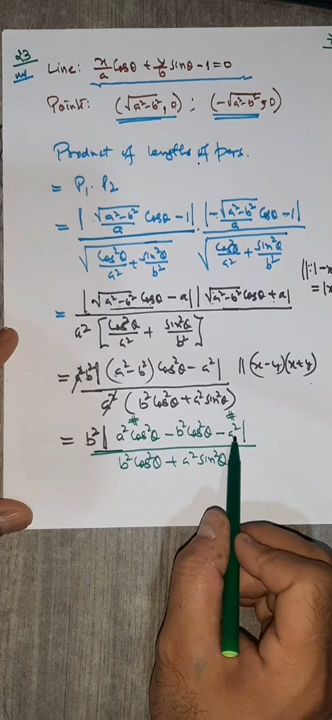 23
Line: x/a cosθ + y/b sinθ - 1 = 0
Points: (√a²-b², 0) ; (-√a²-b², 0)
Product of lengths of pers.
= P₁ . P₂
= |√a²-b²/a cosθ - 1| / √cos²θ/a² + sin²θ/b² . |-√a²-b²/a cosθ - 1| / √cos²θ/a² + sin²θ/b²
||:|-x
= |√a²-b² cosθ - a| |√a²-b² cosθ + a| / a² [cos²θ/a² + sin²θ/b²]
= |x
= a²b² |(a²-b²) cos²θ - a²| / a² (b² cos²θ + a² sin²θ) || (x-y)(x+y)
= b² | a² cos²θ - b² cos²θ - a² | / b² cos²θ + a² sin²θ